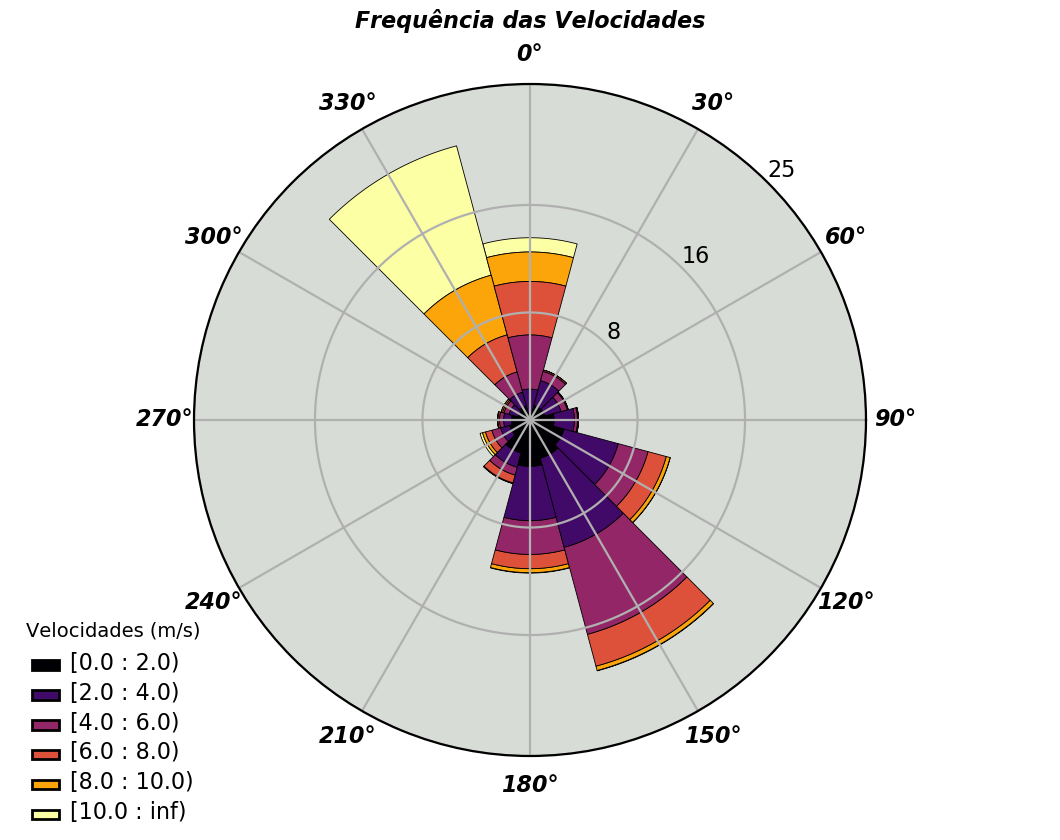 Frequência das Velocidades
0°
330°
30°
25
300°
60°
16
8
270°
90°
240°
120°
210°
150°
180°
Velocidades (m/s)
[0.0 : 2.0)
[2.0 : 4.0)
[4.0 : 6.0)
[6.0 : 8.0)
[8.0 : 10.0)
[10.0 : inf)